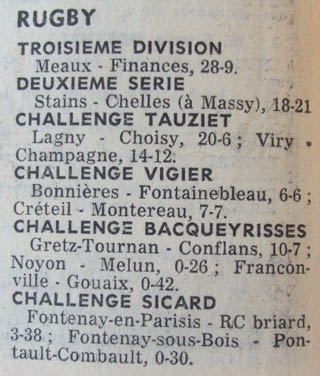 RUGBY
TROISIEME DIVISION
Meaux - Finances, 28-9.
DEUXIEME SERIE
Stains - Chelles (à Massy), 18-21
CHALLENGE TAUZIET
Lagny - Choisy, 20-6 ; Viry -
Champagne, 14-12.
CHALLENGE VIGIER
Bonnières - Fontainebleau, 6-6 ;
Créteil - Montereau, 7-7.
CHALLENGE BACQUEYRISSES
Gretz-Tournan - Conflans, 10-7 ;
Noyon - Melun, 0-26 ; Francon-
ville - Gouaix, 0-42.
CHALLENGE SICARD
Fontenay-en-Parisis - RC briard,
3-38 ; Fontenay-sous-Bois - Pon-
tault-Combault, 0-30.